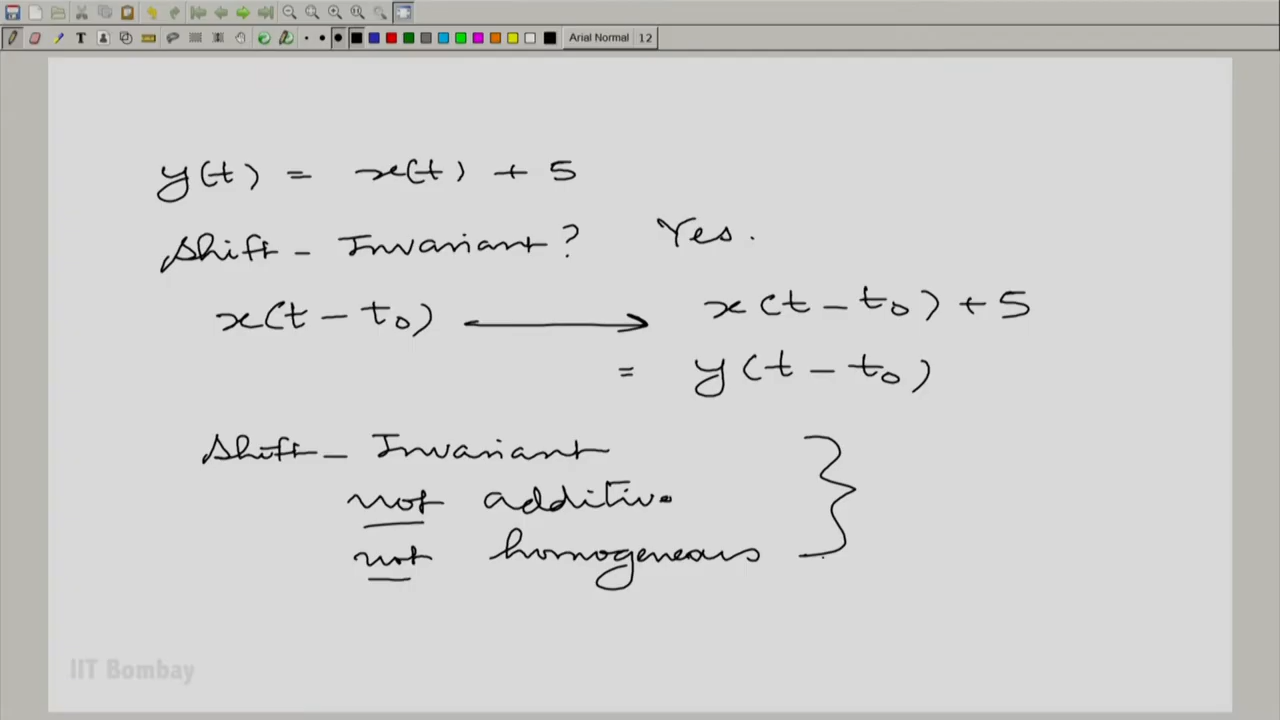 Arial Normal 12
y(t) = x(t) + 5
Shift - Invariant? Yes.
x(t - t₀) ⟶ x(t - t₀) + 5
= y(t - t₀)
Shift - Invariant
not additive
not homogeneous
IIT Bombay